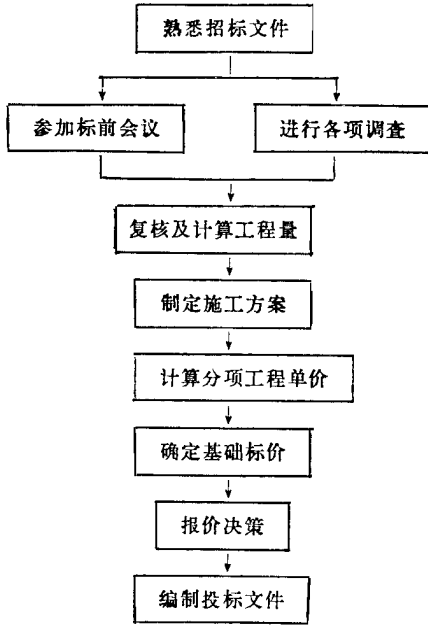 熟悉招标文件
参加标前会议
进行各项调查
复核及计算工程量
制定施工方案
计算分项工程单价
确定基础标价
报价决策
编制投标文件